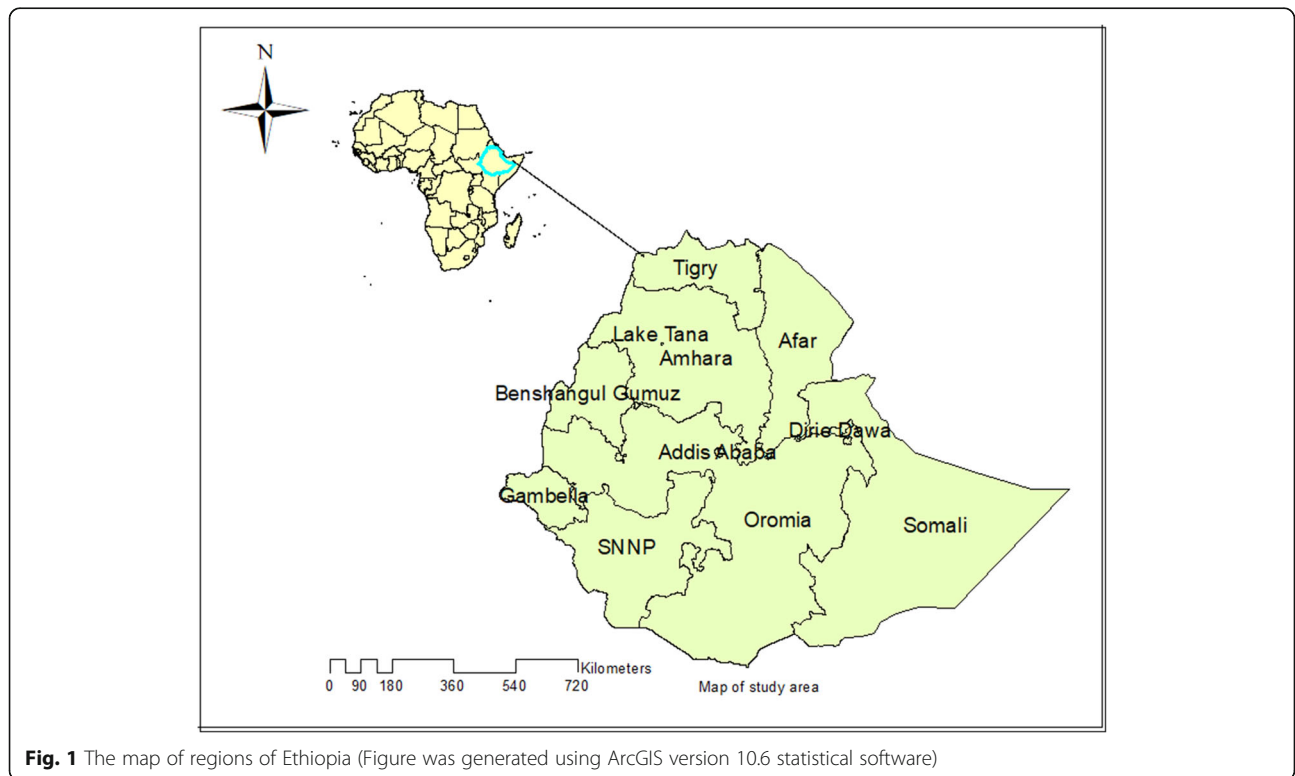 N
Tigry
Lake Tana
Afar
Amhara
Benshangul Gumuz
Dirie Dawa
Addis Ababa
Gambella
Oromia
Somali
SNNP
Kilometers
0 90 180 360 540 720
Map of study area
Fig. 1 The map of regions of Ethiopia (Figure was generated using ArcGIS version 10.6 statistical software)